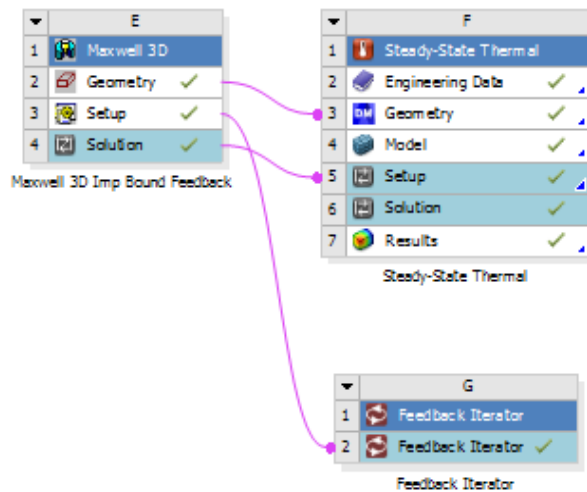 E
1 Maxwell 3D
2 Geometry
3 Setup
4 Solution
Maxwell 3D Imp Bound Feedback
F
1 Steady-State Thermal
2 Engineering Data
3 DM Geometry
4 Model
5 Setup
6 Solution
7 Results
Steady-State Thermal
G
1 Feedback Iterator
2 Feedback Iterator
Feedback Iterator